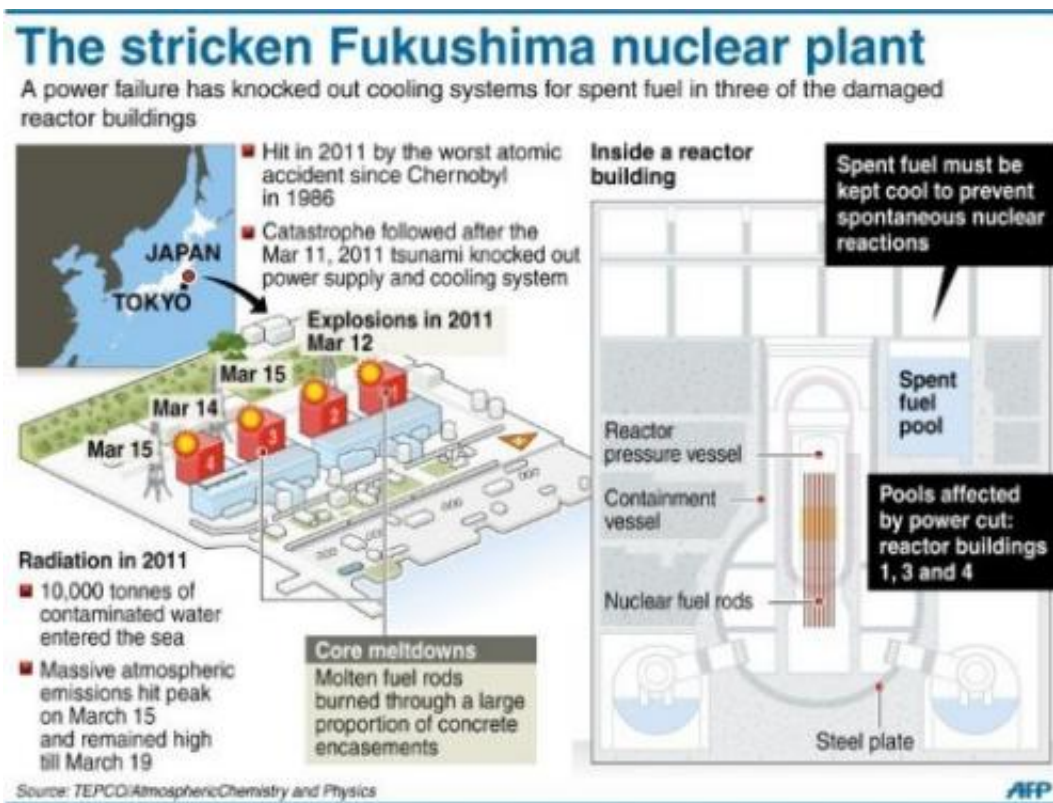 The stricken Fukushima nuclear plant
A power failure has knocked out cooling systems for spent fuel in three of the damaged
reactor buildings
Hit in 2011 by the worst atomic
accident since Chernobyl
in 1986
Catastrophe followed after the
Mar 11, 2011 tsunami knocked out
power supply and cooling system
JAPAN
TOKYO
Explosions in 2011
Mar 12
Mar 15
Mar 14
Mar 15
4
3
2
1
Radiation in 2011
10,000 tonnes of
contaminated water
entered the sea
Massive atmospheric
emissions hit peak
on March 15
and remained high
till March 19
Core meltdowns
Molten fuel rods
burned through a large
proportion of concrete
encasements
Inside a reactor
building
Spent fuel must be
kept cool to prevent
spontaneous nuclear
reactions
Spent
fuel
pool
Reactor
pressure vessel
Containment
vessel
Nuclear fuel rods
Pools affected
by power cut:
reactor buildings
1, 3 and 4
Steel plate
Source: TEPCO/AtmosphericChemistry and Physics
AFP